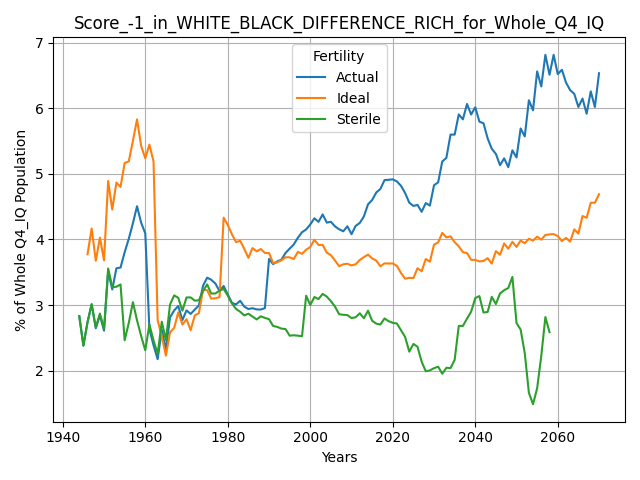 Score_-1_in_WHITE_BLACK_DIFFERENCE_RICH_for_Whole_Q4_IQ
Fertility
Actual
Ideal
Sterile
% of Whole Q4_IQ Population
7
6
5
4
3
2
1940
1960
1980
2000
2020
2040
2060
Years